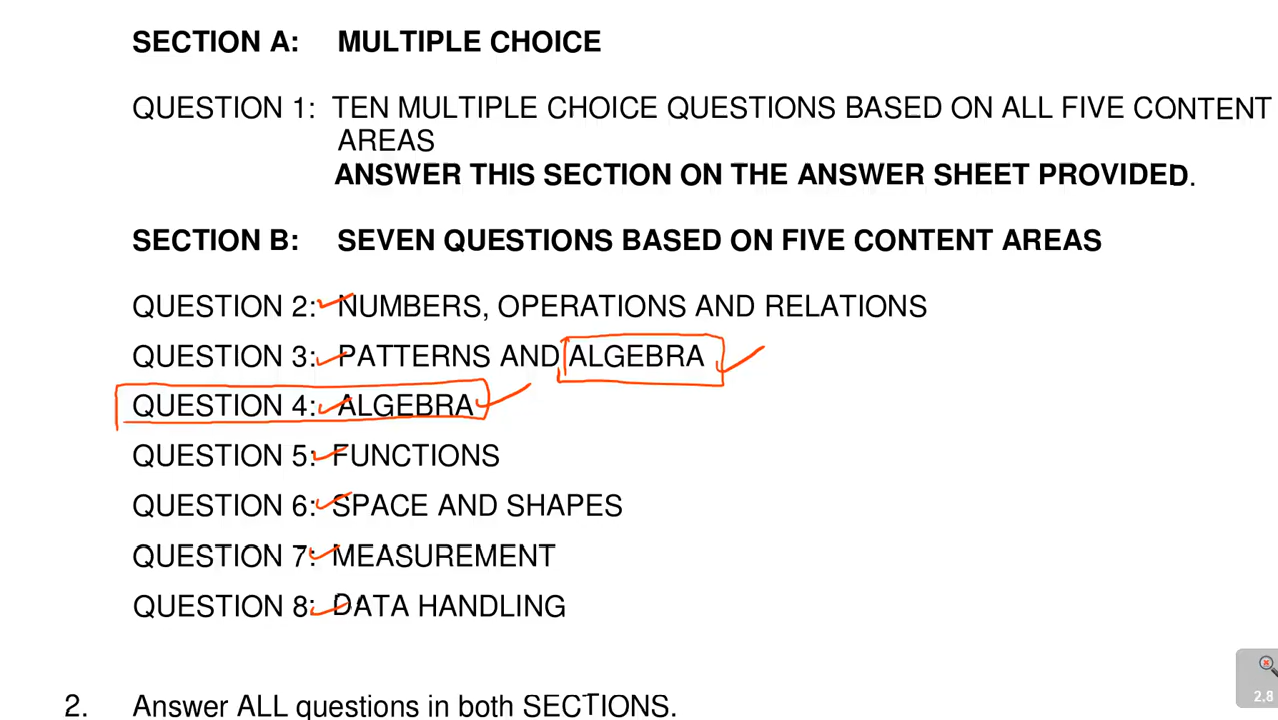 SECTION A: MULTIPLE CHOICE
QUESTION 1: TEN MULTIPLE CHOICE QUESTIONS BASED ON ALL FIVE CONTENT
AREAS
ANSWER THIS SECTION ON THE ANSWER SHEET PROVIDED.
SECTION B: SEVEN QUESTIONS BASED ON FIVE CONTENT AREAS
QUESTION 2: NUMBERS, OPERATIONS AND RELATIONS
QUESTION 3: PATTERNS AND ALGEBRA
QUESTION 4: ALGEBRA
QUESTION 5: FUNCTIONS
QUESTION 6: SPACE AND SHAPES
QUESTION 7: MEASUREMENT
QUESTION 8: DATA HANDLING
2,8
2. Answer ALL questions in both SECTIONS.